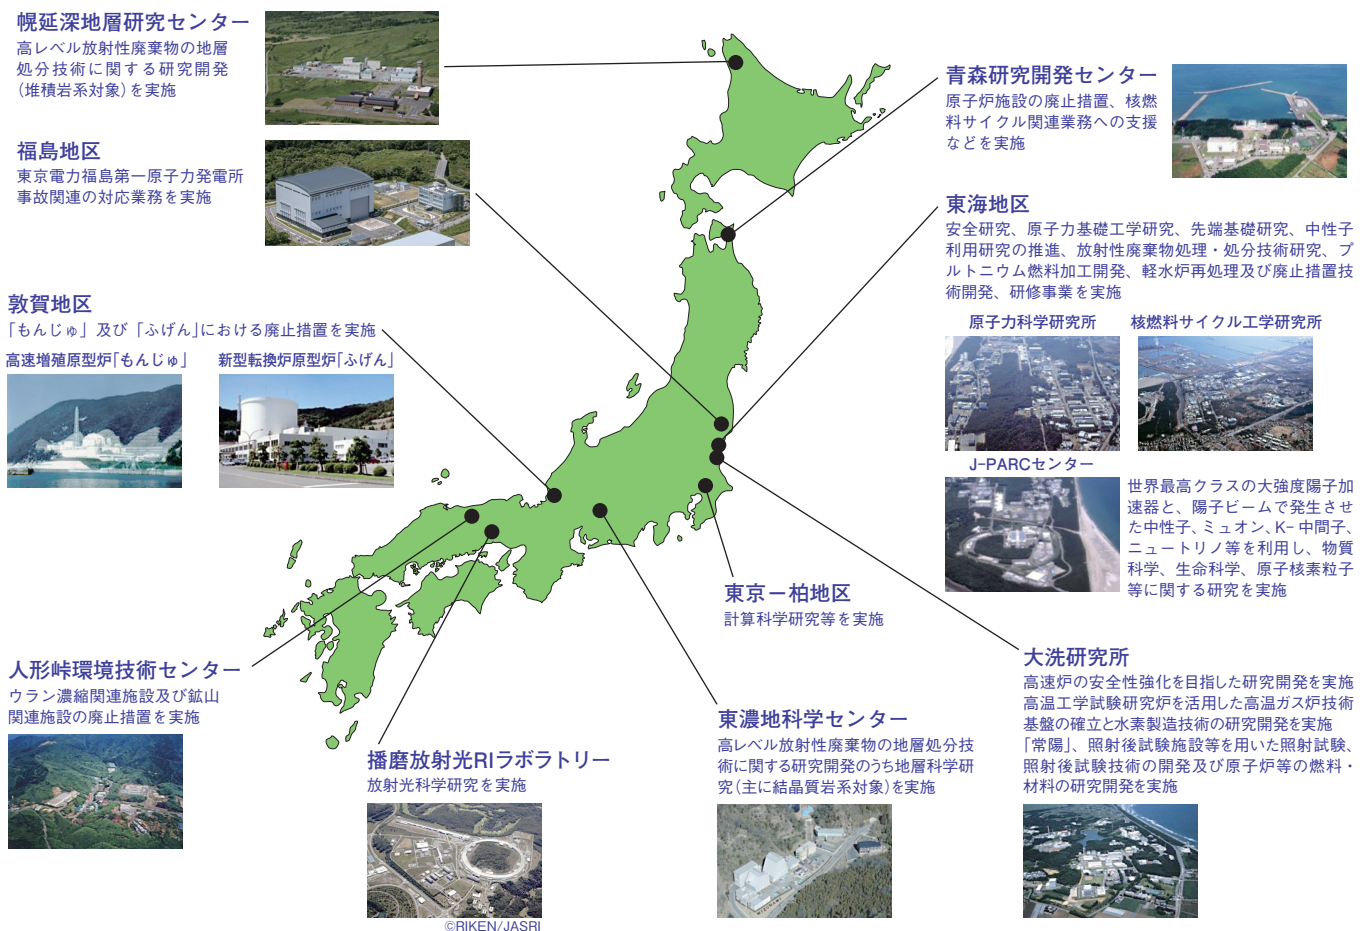 幌延深地層研究センター
高レベル放射性廃棄物の地層
処分技術に関する研究開発
（堆積岩系対象）を実施
福島地区
東京電力福島第一原子力発電所
事故関連の対応業務を実施
敦賀地区
「もんじゅ」及び「ふげん」における廃止措置を実施
高速増殖原型炉「もんじゅ」
新型転換炉原型炉「ふげん」
人形峠環境技術センター
ウラン濃縮関連施設及び鉱山
関連施設の廃止措置を実施
播磨放射光RIラボラトリー
放射光科学研究を実施
©RIKEN/JASRI
東濃地科学センター
高レベル放射性廃棄物の地層処分技
術に関する研究開発のうち地層科学研
究（主に結晶質岩系対象）を実施
東京－柏地区
計算科学研究等を実施
青森研究開発センター
原子炉施設の廃止措置、核燃
料サイクル関連業務への支援
などを実施
東海地区
安全研究、原子力基礎工学研究、先端基礎研究、中性子
利用研究の推進、放射性廃棄物処理・処分技術研究、プ
ルトニウム燃料加工開発、軽水炉再処理及び廃止措置技
術開発、研修事業を実施
原子力科学研究所
核燃料サイクル工学研究所
J-PARCセンター
世界最高クラスの大強度陽子加
速器と、陽子ビームで発生させ
た中性子、ミュオン、K-中間子、
ニュートリノ等を利用し、物質
科学、生命科学、原子核素粒子
等に関する研究を実施
大洗研究所
高速炉の安全性強化を目指した研究開発を実施
高温工学試験研究炉を活用した高温ガス炉技術
基盤の確立と水素製造技術の研究開発を実施
「常陽」、照射後試験施設等を用いた照射試験、
照射後試験技術の開発及び原子炉等の燃料・
材料の研究開発を実施